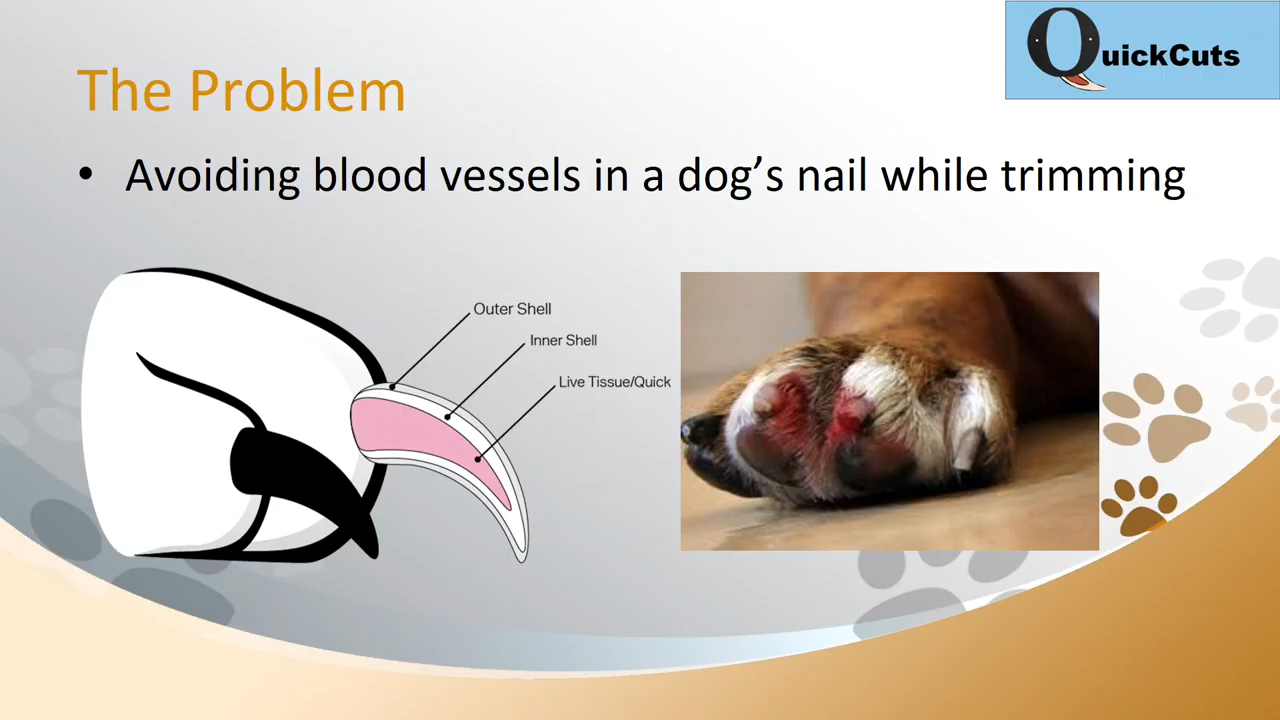 QuickCuts
The Problem
• Avoiding blood vessels in a dog’s nail while trimming
Outer Shell
Inner Shell
Live Tissue/Quick